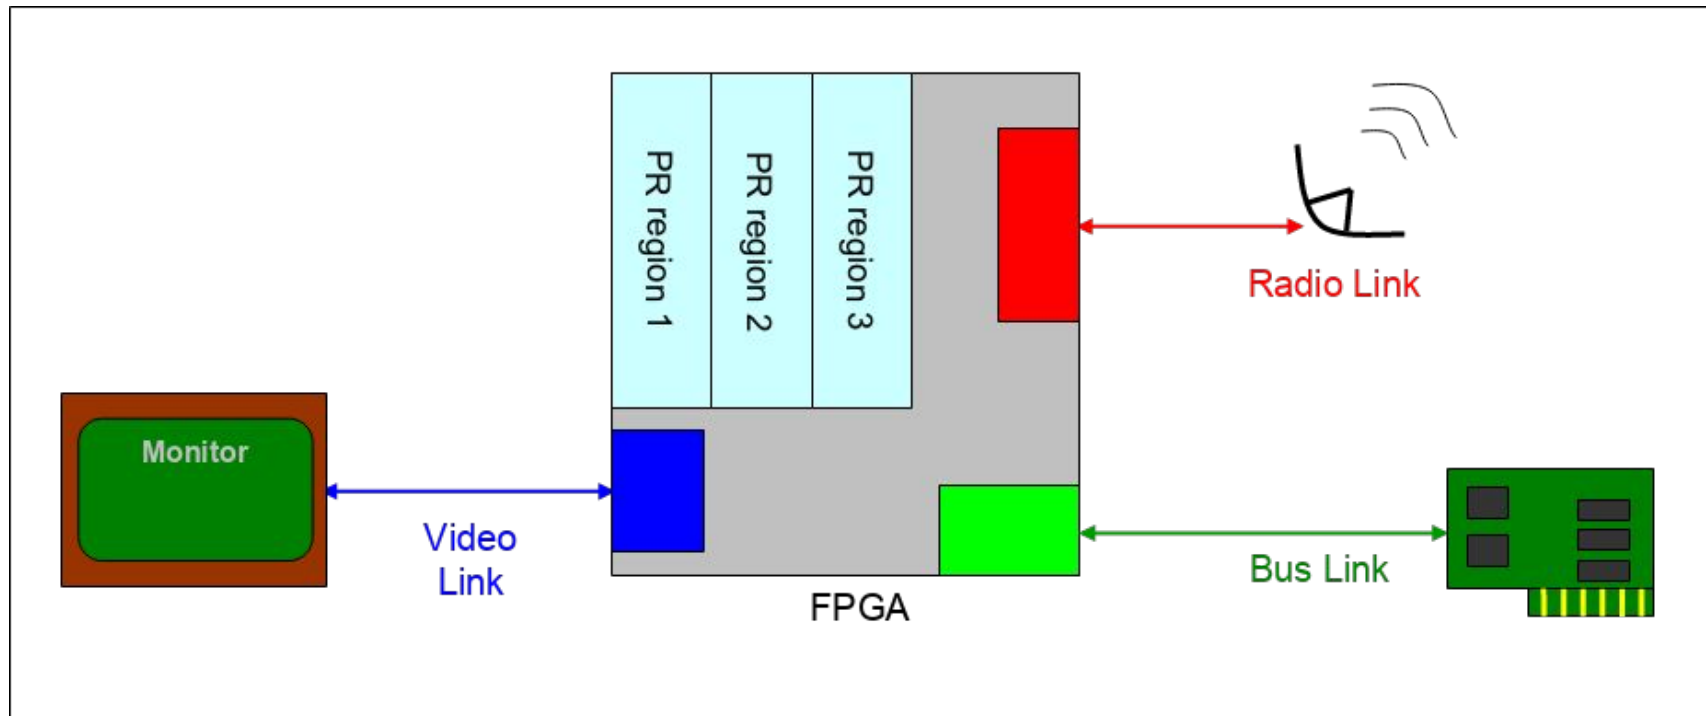 PR region 1
PR region 2
PR region 3
Radio Link
Monitor
Video
Link
Bus Link
FPGA